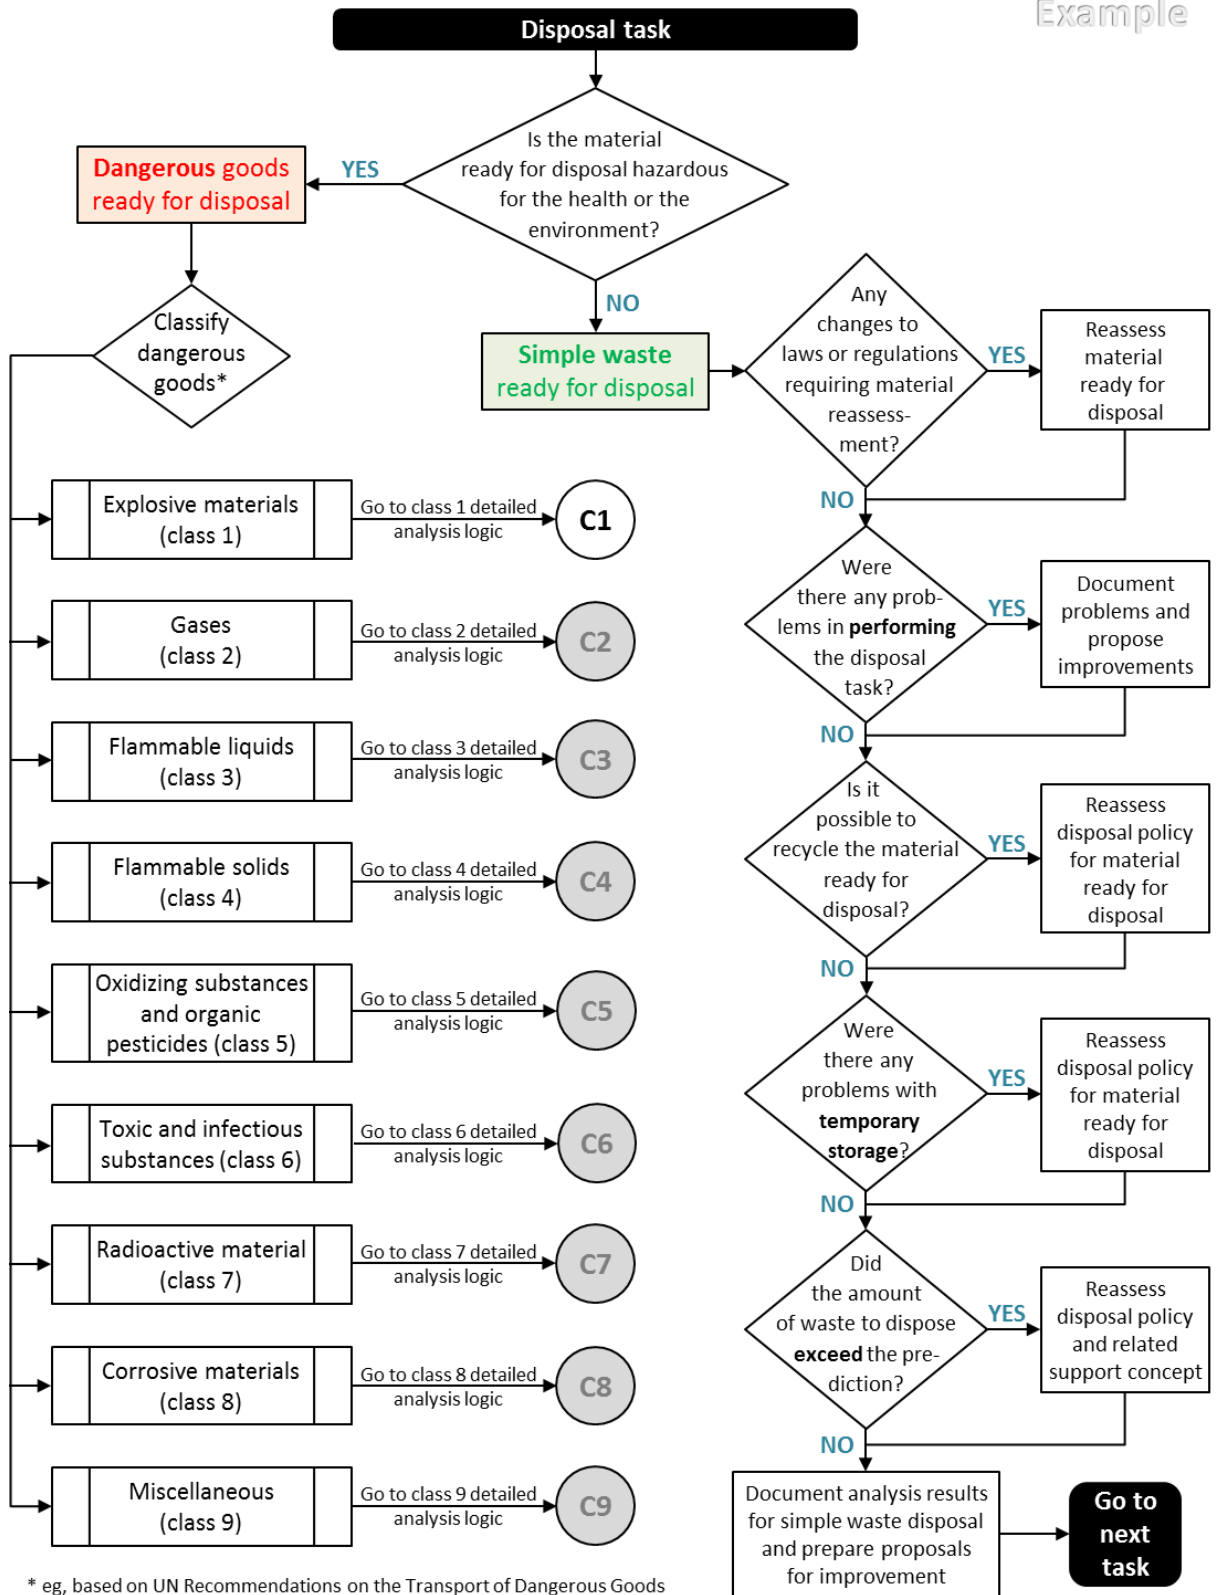 Example
Disposal task
Is the material
ready for disposal hazardous
for the health or the
environment?
YES
Dangerous goods
ready for disposal
NO
Classify
dangerous
goods*
Simple waste
ready for disposal
Any
changes to
laws or regulations
requiring material
reassess-
ment?
YES
Reassess
material
ready for
disposal
NO
Explosive materials
(class 1)
Go to class 1 detailed
analysis logic
C1
Gases
(class 2)
Go to class 2 detailed
analysis logic
C2
Flammable liquids
(class 3)
Go to class 3 detailed
analysis logic
C3
Flammable solids
(class 4)
Go to class 4 detailed
analysis logic
C4
Oxidizing substances
and organic
pesticides (class 5)
Go to class 5 detailed
analysis logic
C5
Toxic and infectious
substances (class 6)
Go to class 6 detailed
analysis logic
C6
Radioactive material
(class 7)
Go to class 7 detailed
analysis logic
C7
Corrosive materials
(class 8)
Go to class 8 detailed
analysis logic
C8
Miscellaneous
(class 9)
Go to class 9 detailed
analysis logic
C9
Were
there any prob-
lems in performing
the disposal
task?
YES
Document
problems and
propose
improvements
NO
Is it
possible to
recycle the material
ready for
disposal?
YES
Reassess
disposal policy
for material
ready for
disposal
NO
Were
there any
problems with
temporary
storage?
YES
Reassess
disposal policy
for material
ready for
disposal
NO
Did
the amount
of waste to dispose
exceed the pre-
diction?
YES
Reassess
disposal policy
and related
support concept
NO
Document analysis results
for simple waste disposal
and prepare proposals
for improvement
Go to
next
task
* eg, based on UN Recommendations on the Transport of Dangerous Goods